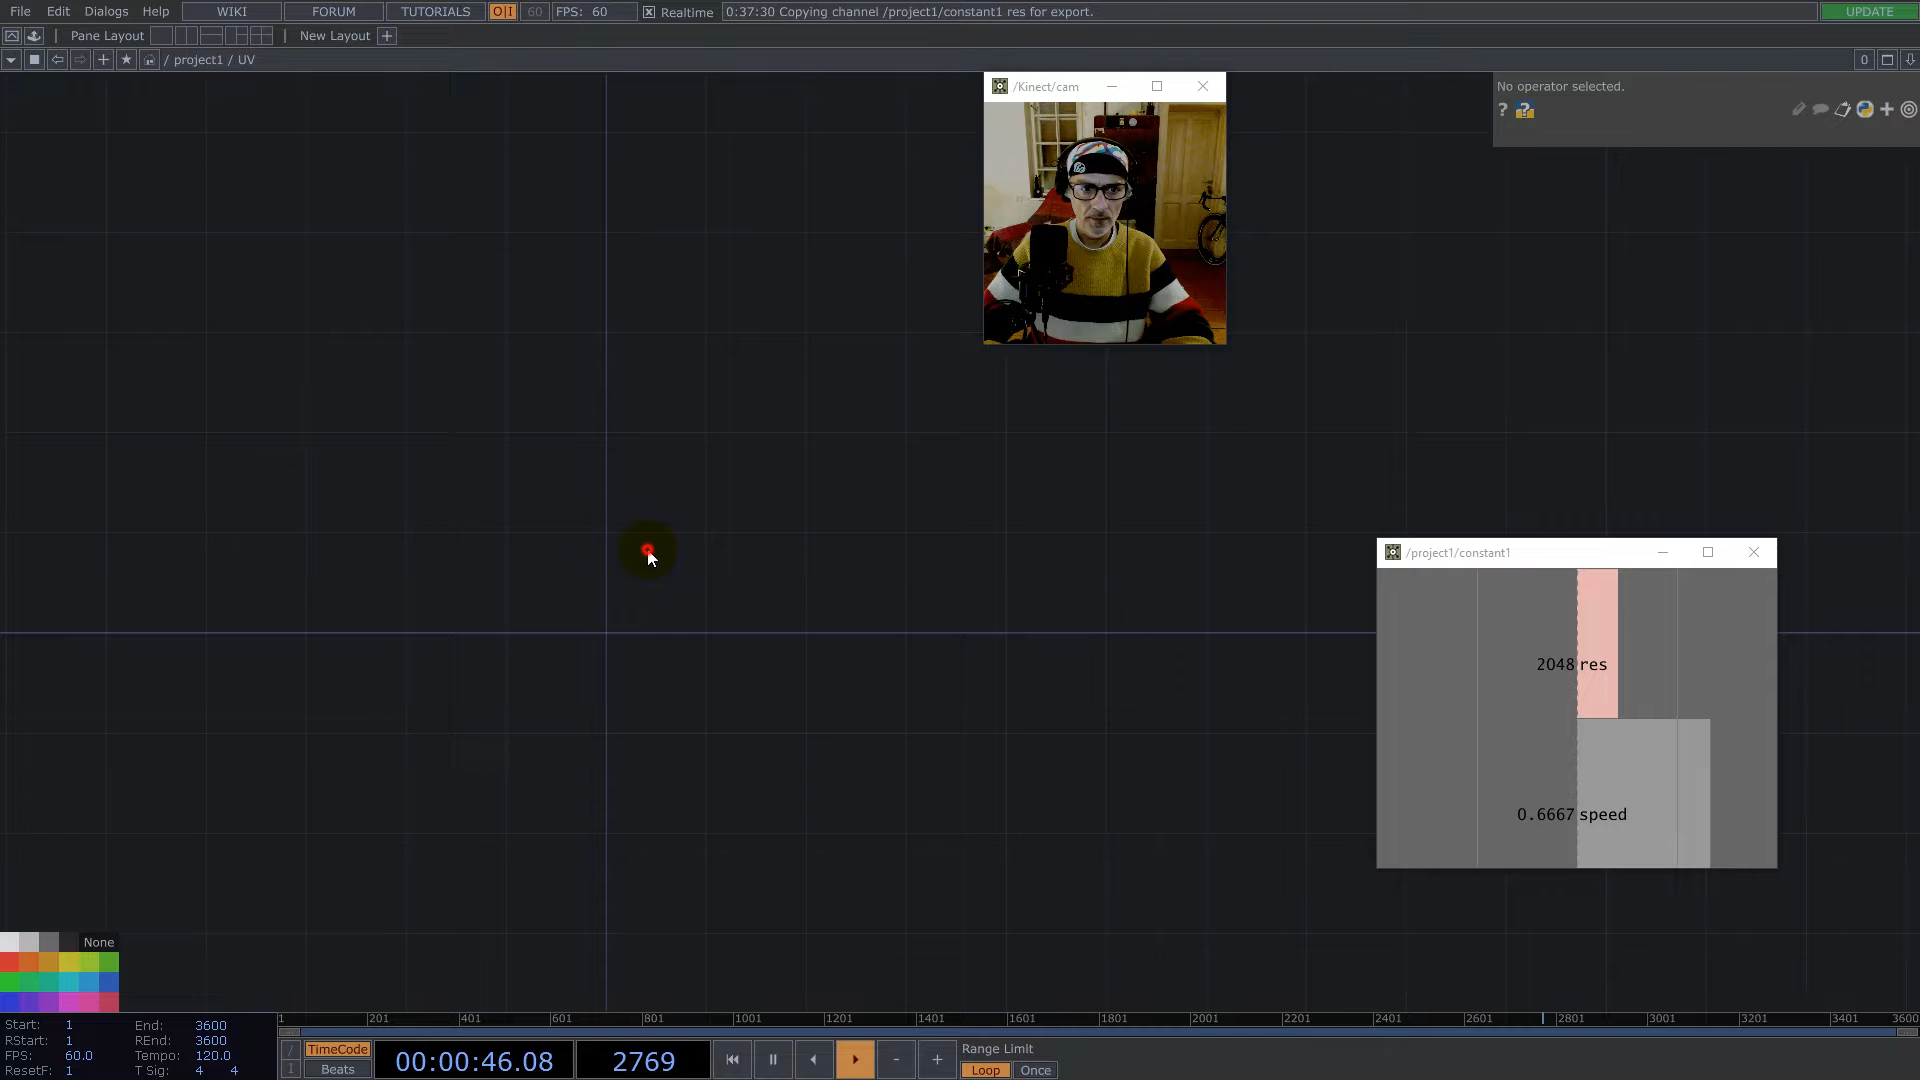 File Edit Dialogs Help WIKI FORUM TUTORIALS O|I 60 FPS: 60 Realtime 0:37:30 Copying channel /project1/constant1 res for export. UPDATE
Pane Layout New Layout +
/ project1 / UV 0
/Kinect/cam
No operator selected.
? ?
/project1/constant1
2048 res
0.6667 speed
None
Start: 1 End: 3600
RStart: 1 REnd: 3600
FPS: 60.0 Tempo: 120.0
ResetF: 1 T Sig: 4 4
1 201 401 601 801 1001 1201 1401 1601 1801 2001 2201 2401 2601 2801 3001 3201 3401 3600
TimeCode
Beats
00:00:46.08 2769
- +
Range Limit
Loop Once